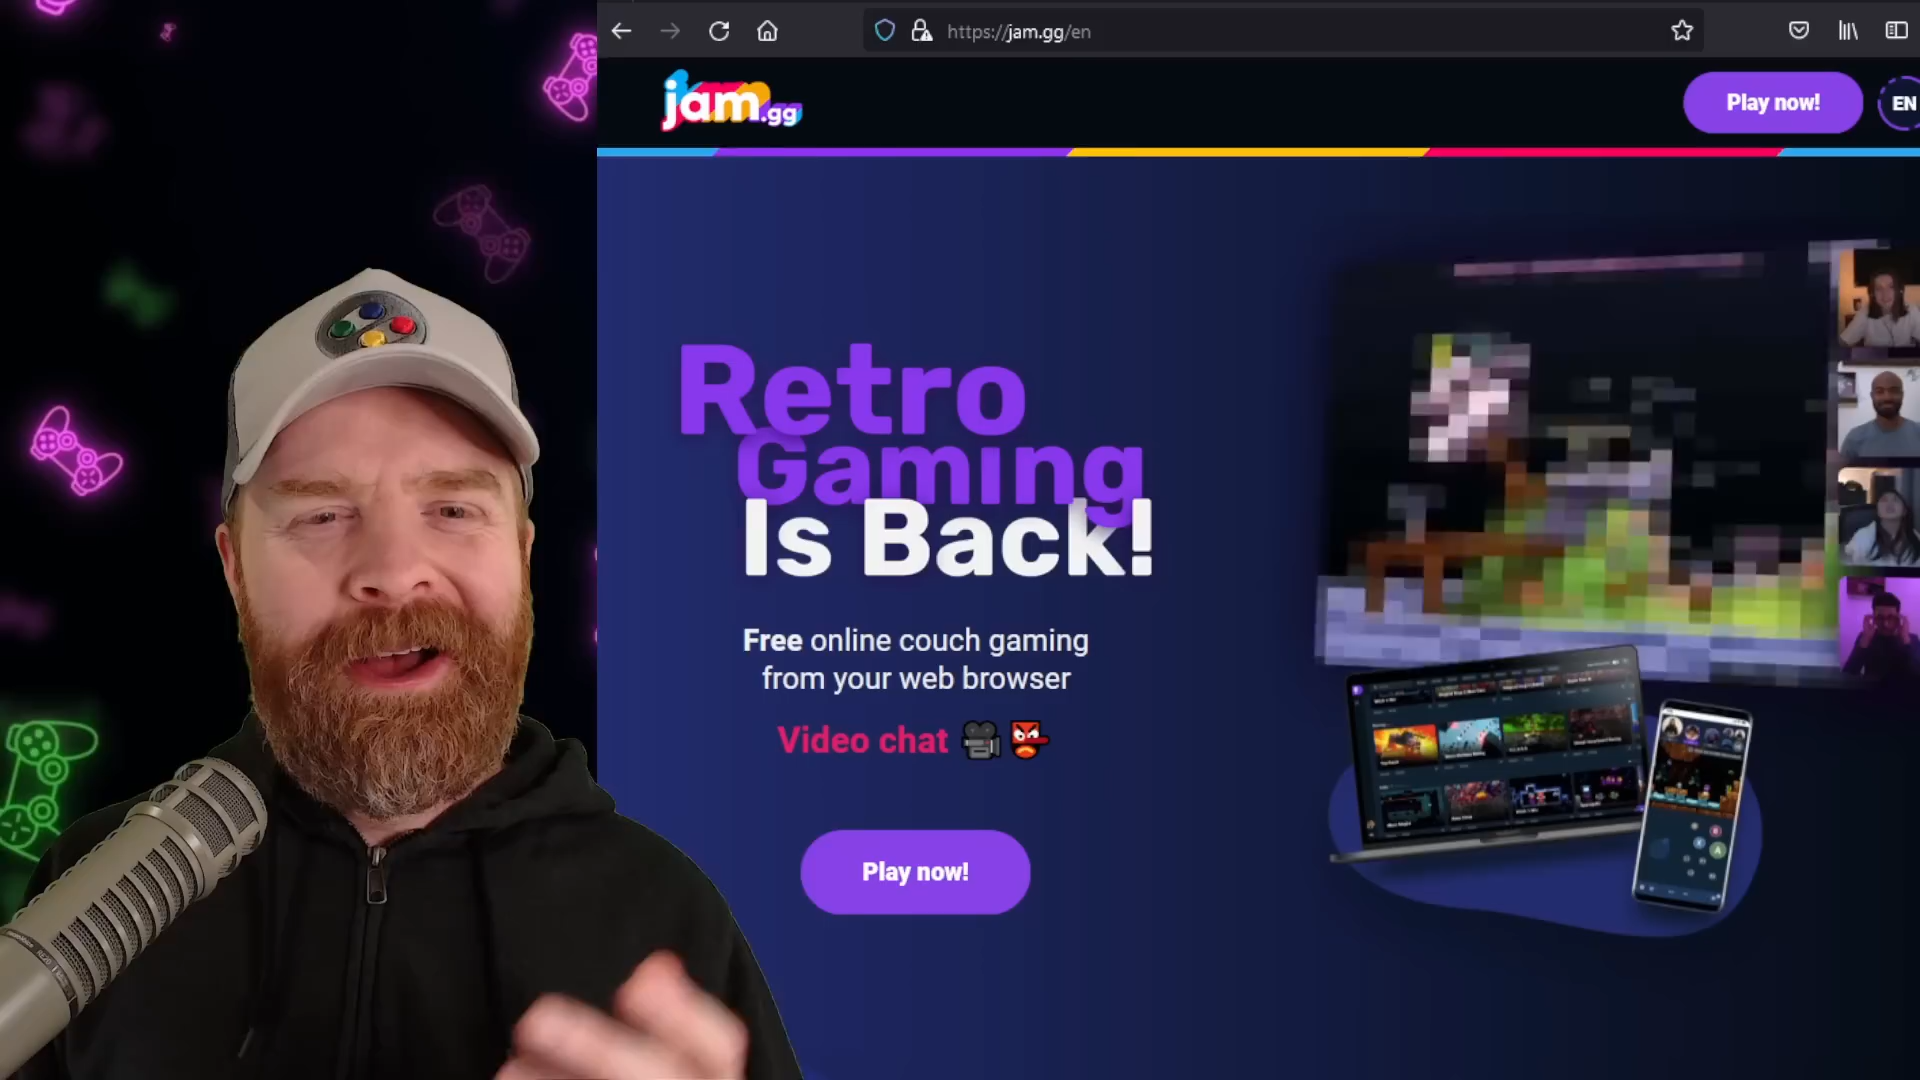 https://jam.gg/en
jam.gg
Play now!
EN
Retro
Gaming
Is Back!
Free online couch gaming
from your web browser
Video chat
Play now!